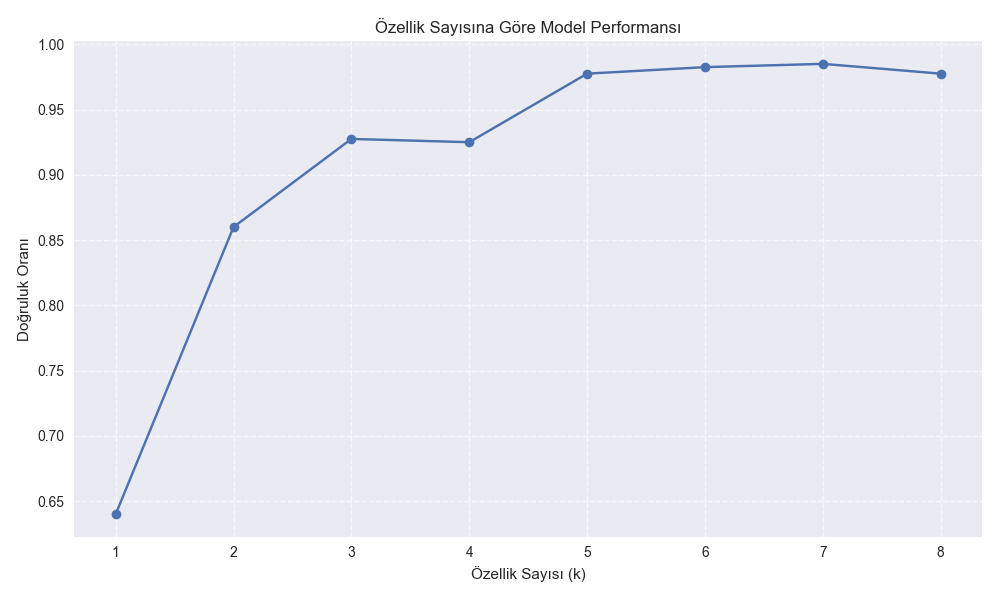 Özellik Sayısına Göre Model Performansı
1.00
0.95
0.90
0.85
0.80
0.75
0.70
0.65
Doğruluk Oranı
1 2 3 4 5 6 7 8
Özellik Sayısı (k)